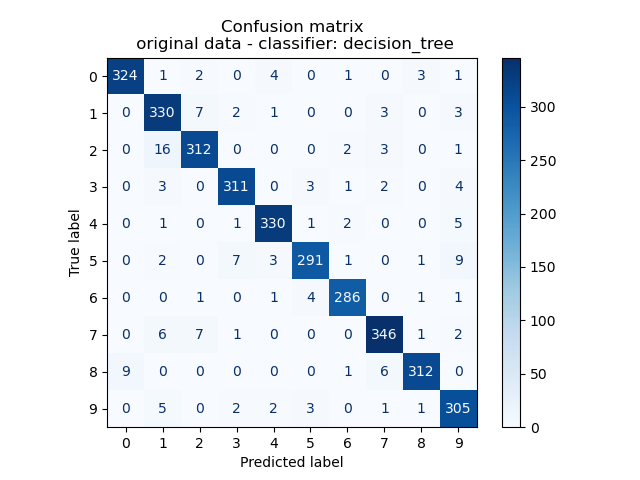 Confusion matrix
original data - classifier: decision_tree
0 324 1 2 0 4 0 1 0 3 1
1 0 330 7 2 1 0 0 3 0 3
2 0 16 312 0 0 0 2 3 0 1
3 0 3 0 311 0 3 1 2 0 4
4 0 1 0 1 330 1 2 0 0 5
5 0 2 0 7 3 291 1 0 1 9
6 0 0 1 0 1 4 286 0 1 1
7 0 6 7 1 0 0 0 346 1 2
8 9 0 0 0 0 0 1 6 312 0
9 0 5 0 2 2 3 0 1 1 305
0 1 2 3 4 5 6 7 8 9
Predicted label
True label
300
250
200
150
100
50
0